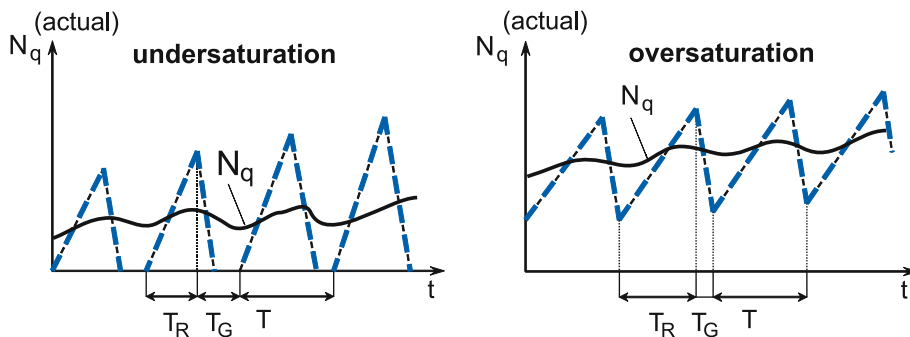 (actual)
N_q
undersaturation
N_q
t
T_R T_G T
(actual)
N_q
oversaturation
N_q
t
T_R T_G T